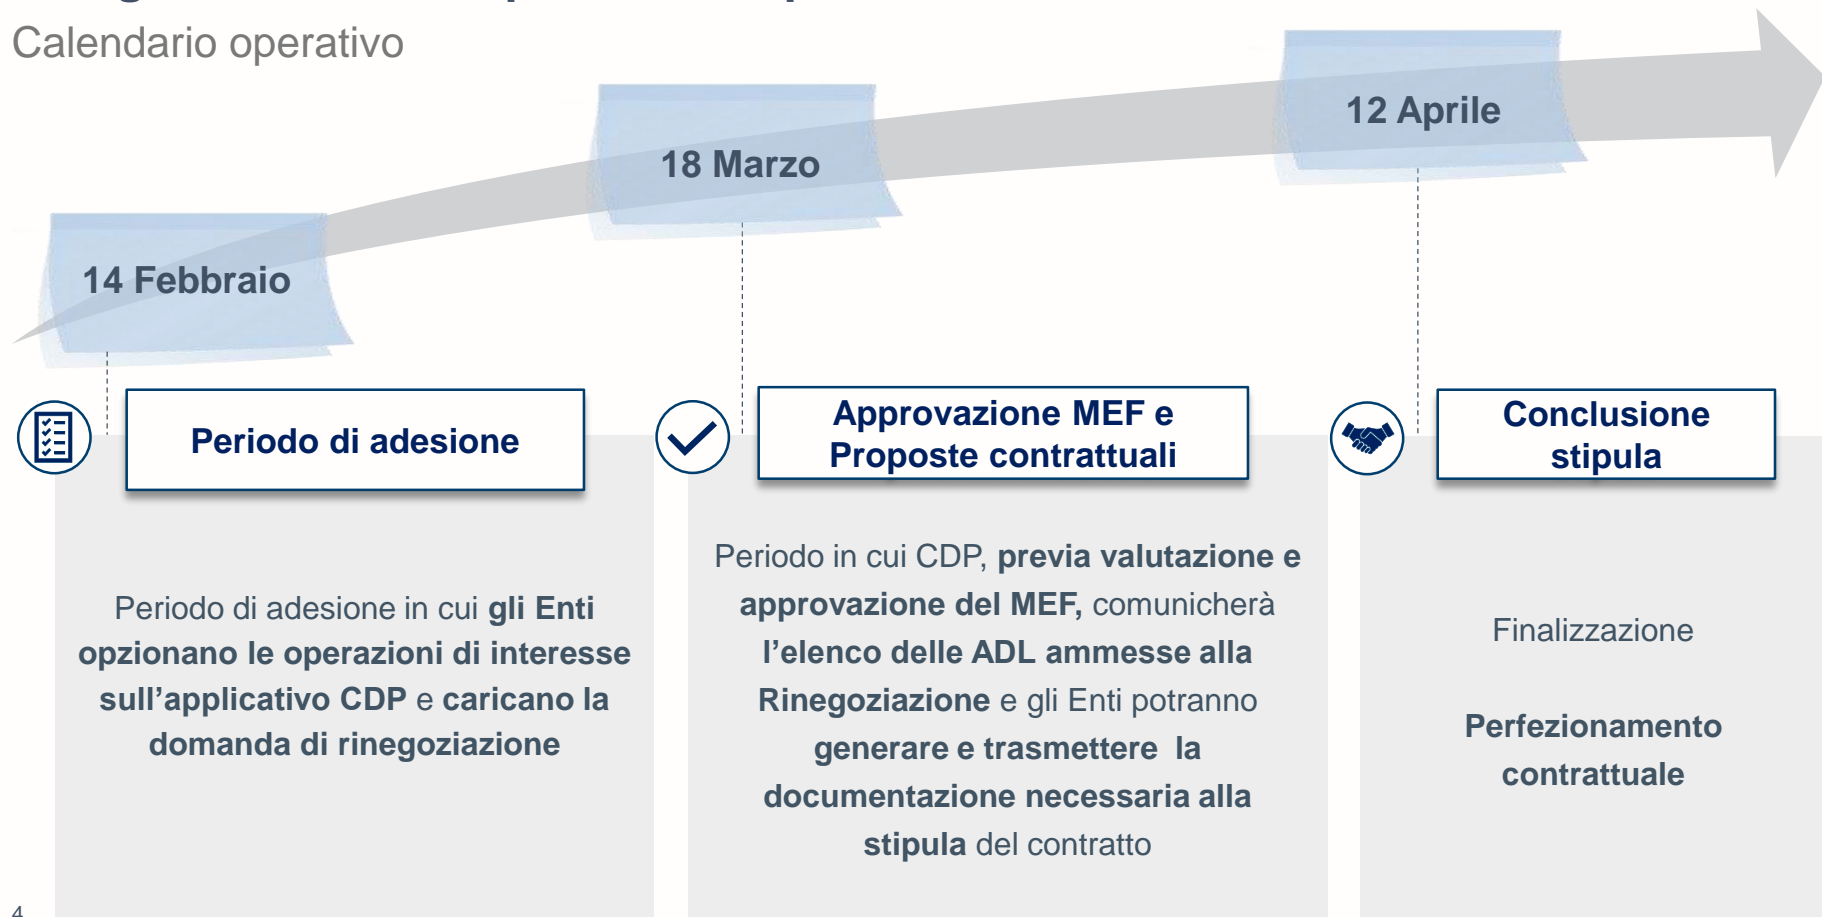 Calendario operativo
14 Febbraio
18 Marzo
12 Aprile
Periodo di adesione
Periodo di adesione in cui gli Enti
opzionano le operazioni di interesse
sull’applicativo CDP e caricano la
domanda di rinegoziazione
Approvazione MEF e
Proposte contrattuali
Periodo in cui CDP, previa valutazione e
approvazione del MEF, comunicherà
l’elenco delle ADL ammesse alla
Rinegoziazione e gli Enti potranno
generare e trasmettere la
documentazione necessaria alla
stipula del contratto
Conclusione
stipula
Finalizzazione
Perfezionamento
contrattuale
4